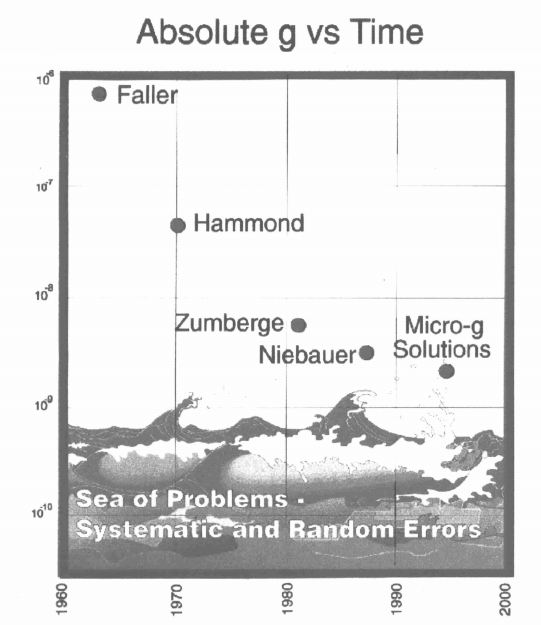 Absolute g vs Time
10⁻⁶
Faller
10⁻⁷
Hammond
10⁻⁸
Zumberge
Micro-g
Niebauer
Solutions
10⁻⁹
Sea of Problems -
10⁻¹⁰
Systematic and Random Errors
1960
1970
1980
1990
2000